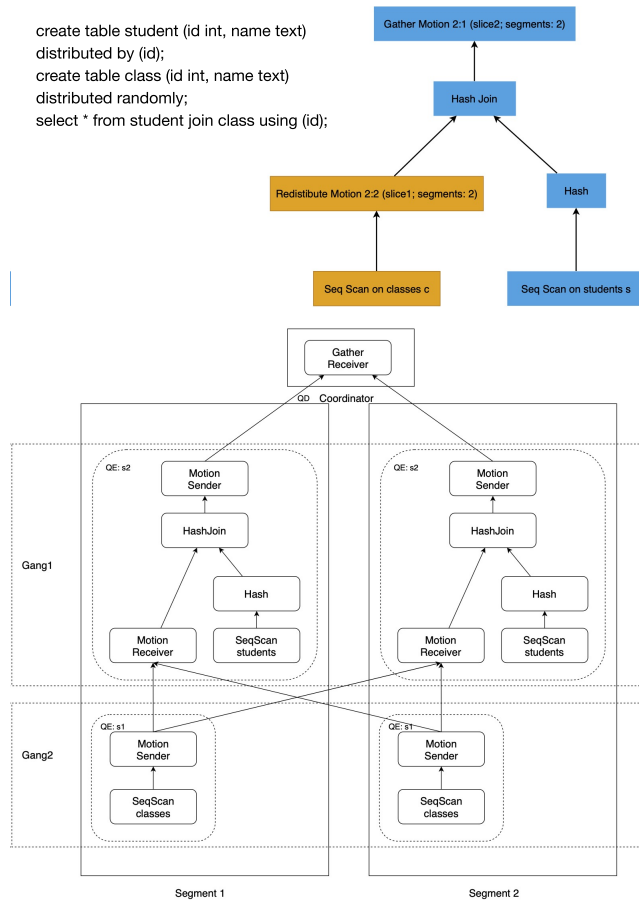 create table student (id int, name text)
distributed by (id);
create table class (id int, name text)
distributed randomly;
select * from student join class using (id);
Gather Motion 2:1 (slice2; segments: 2)
Hash Join
Redistibute Motion 2:2 (slice1; segments: 2)
Hash
Seq Scan on classes c
Seq Scan on students s
Gather
Receiver
QD Coordinator
Gang1
QE: s2
Motion
Sender
HashJoin
Hash
Motion
Receiver
SeqScan
students
QE: s2
Motion
Sender
HashJoin
Hash
Motion
Receiver
SeqScan
students
Gang2
QE: s1
Motion
Sender
SeqScan
classes
QE: s1
Motion
Sender
SeqScan
classes
Segment 1
Segment 2